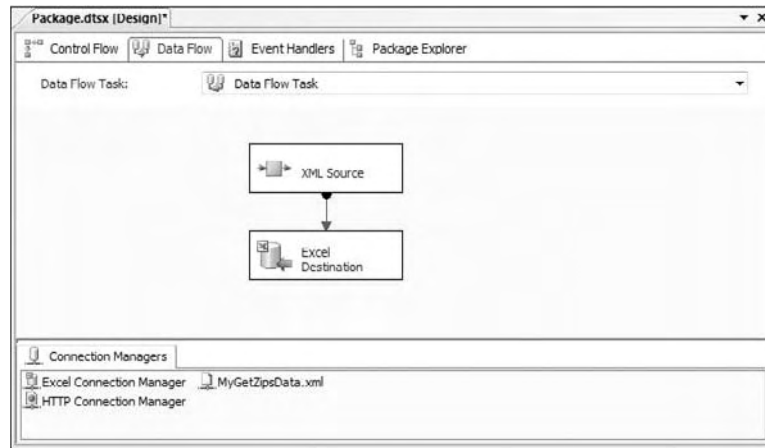 Package.dtsx [Design]*
Control Flow Data Flow Event Handlers Package Explorer
Data Flow Task: Data Flow Task
XML Source
Excel
Destination
Connection Managers
Excel Connection Manager MyGetZipsData.xml
HTTP Connection Manager